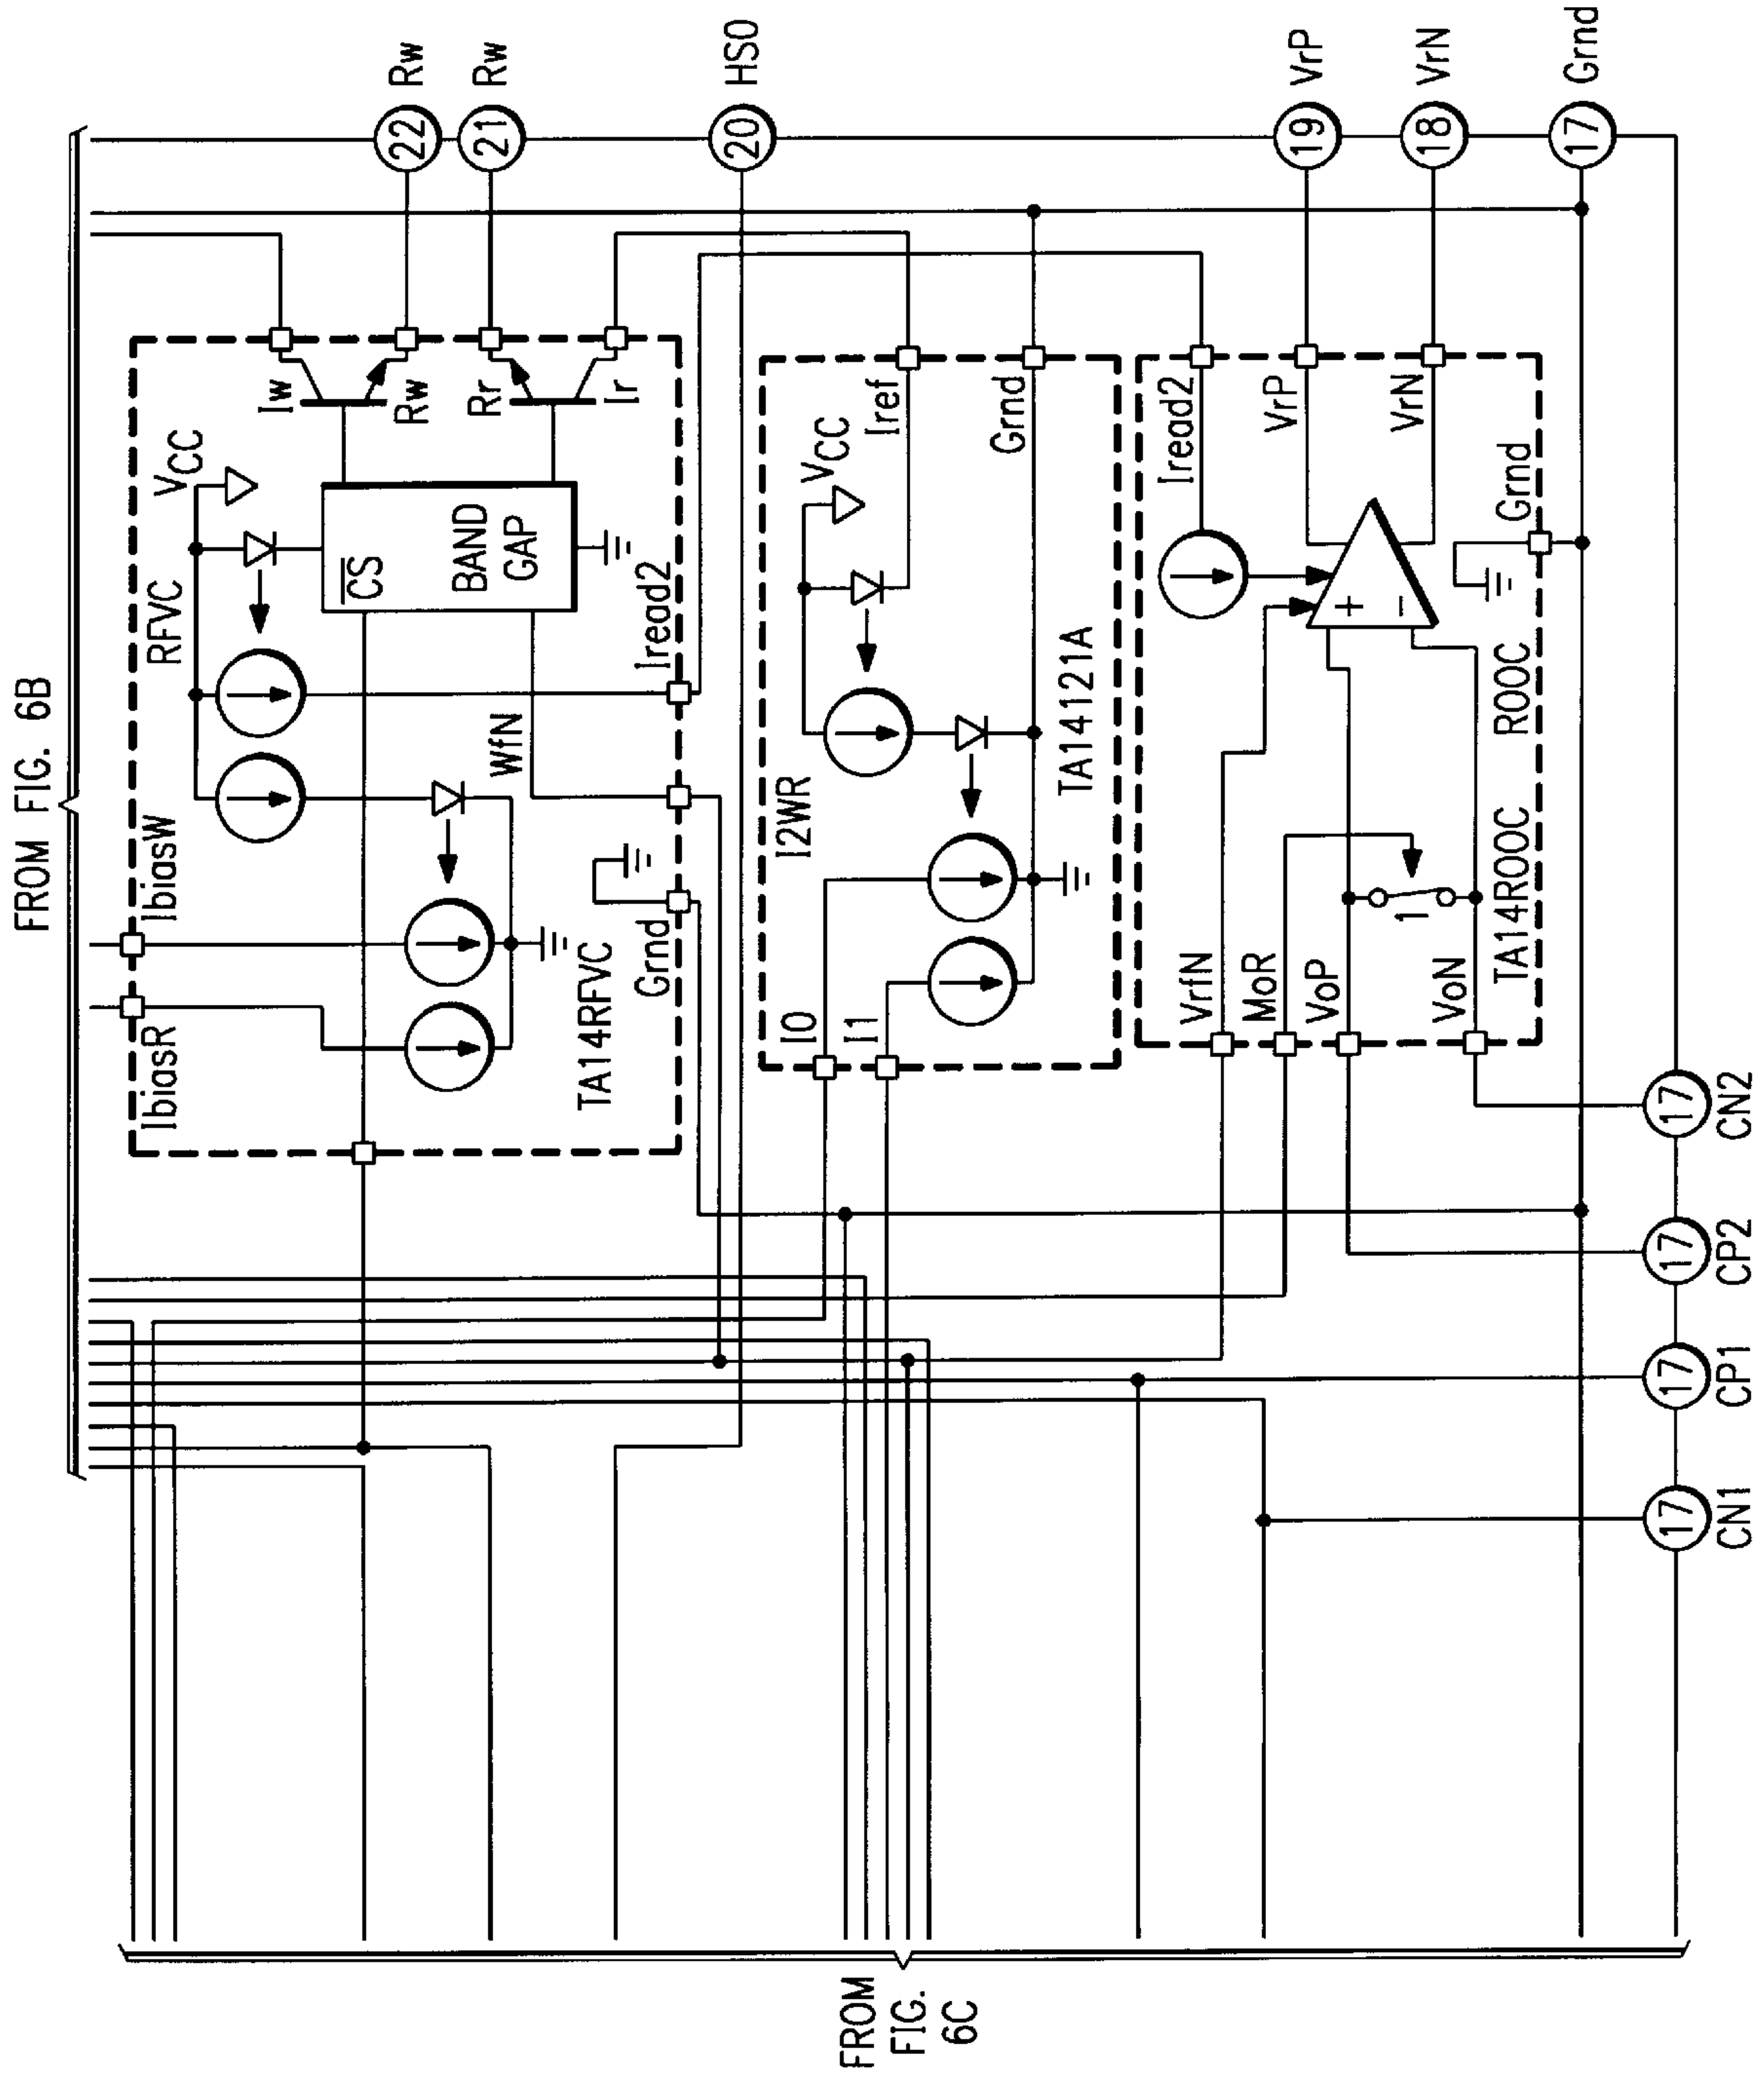 FROM FIG. 6B
22
Rw
21
Rw
20
HSO
19
VrP
18
VrN
17
Grnd
RFVC
VCC
Iw
Rw
Rr
Ir
CS
BAND
GAP
IbiasW
IbiasR
WfN
Iread2
Grnd
TA14RFVC
I2WR
VCC
Iref
Grnd
I0
I1
TA14121A
Iread2
VrP
VrN
Grnd
+
−
VrfN
MoR
VoP
VoN
1
TA14ROOC ROOC
17
CN2
17
CP2
17
CP1
17
CN1
FROM
FIG.
6C